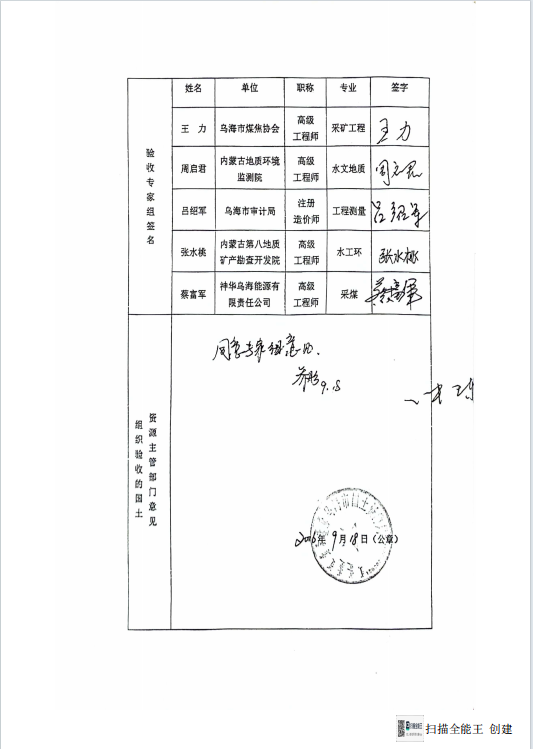 姓名 单位 职称 专业 签字
验收专家组签名
王 力 乌海市煤焦协会 高级工程师 采矿工程 王力
周启君 内蒙古地质环境监测院 高级工程师 水文地质 周启君
吕绍军 乌海市审计局 注册造价师 工程测量 吕绍军
张水桃 内蒙古第八地质矿产勘查开发院 高级工程师 水工环 张水桃
蔡富军 神华乌海能源有限责任公司 高级工程师 采煤 蔡富军
组织验收的国土
资源主管部门意见
同意专家组意见.
9.18
年9月18日(公章)
扫描全能王 创建